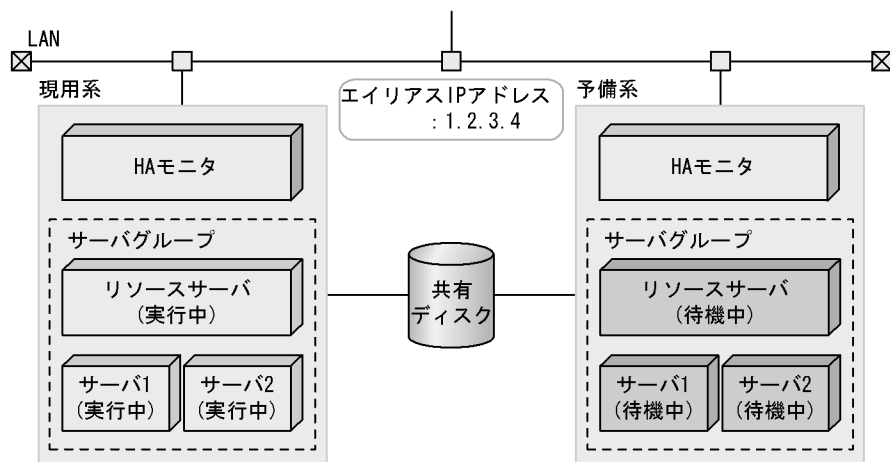 LAN
現用系
エイリアスIPアドレス
:1.2.3.4
予備系
HAモニタ
HAモニタ
サーバグループ
リソースサーバ
(実行中)
サーバ1
(実行中)
サーバ2
(実行中)
共有
ディスク
サーバグループ
リソースサーバ
(待機中)
サーバ1
(待機中)
サーバ2
(待機中)